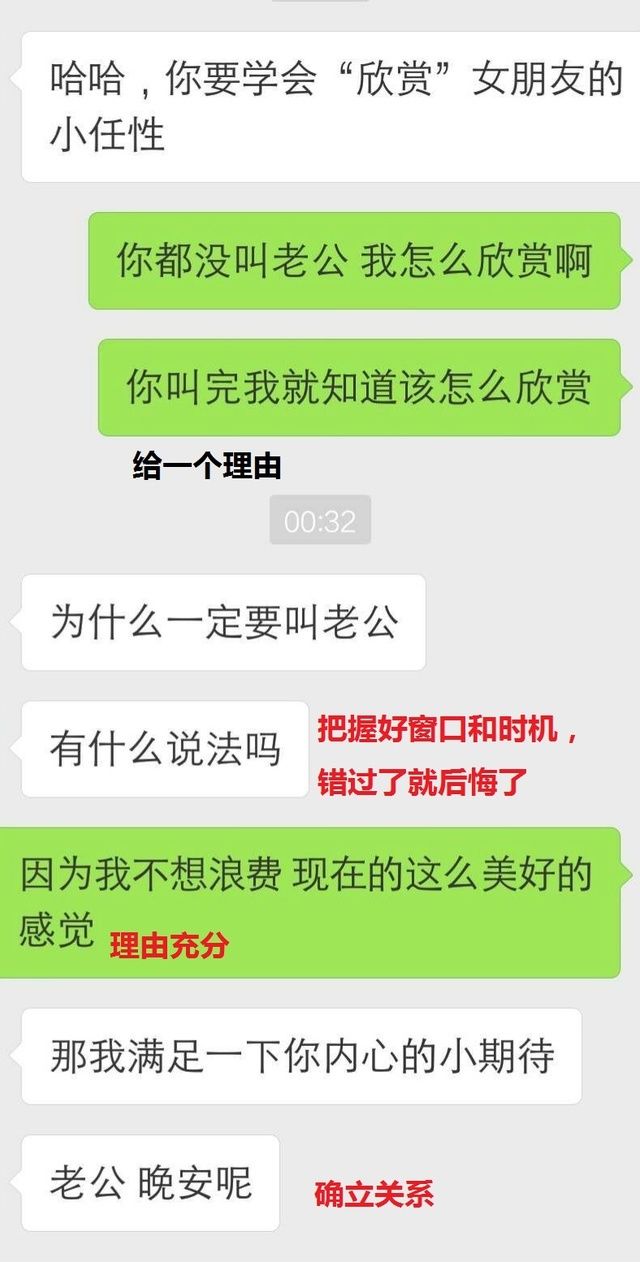 哈哈，你要学会“欣赏”女朋友的
小任性
你都没叫老公 我怎么欣赏啊
你叫完我就知道该怎么欣赏
给一个理由
00:32
为什么一定要叫老公
有什么说法吗
把握好窗口和时机，
错过了就后悔了
因为我不想浪费 现在的这么美好的
感觉
理由充分
那我满足一下你内心的小期待
老公 晚安呢
确立关系